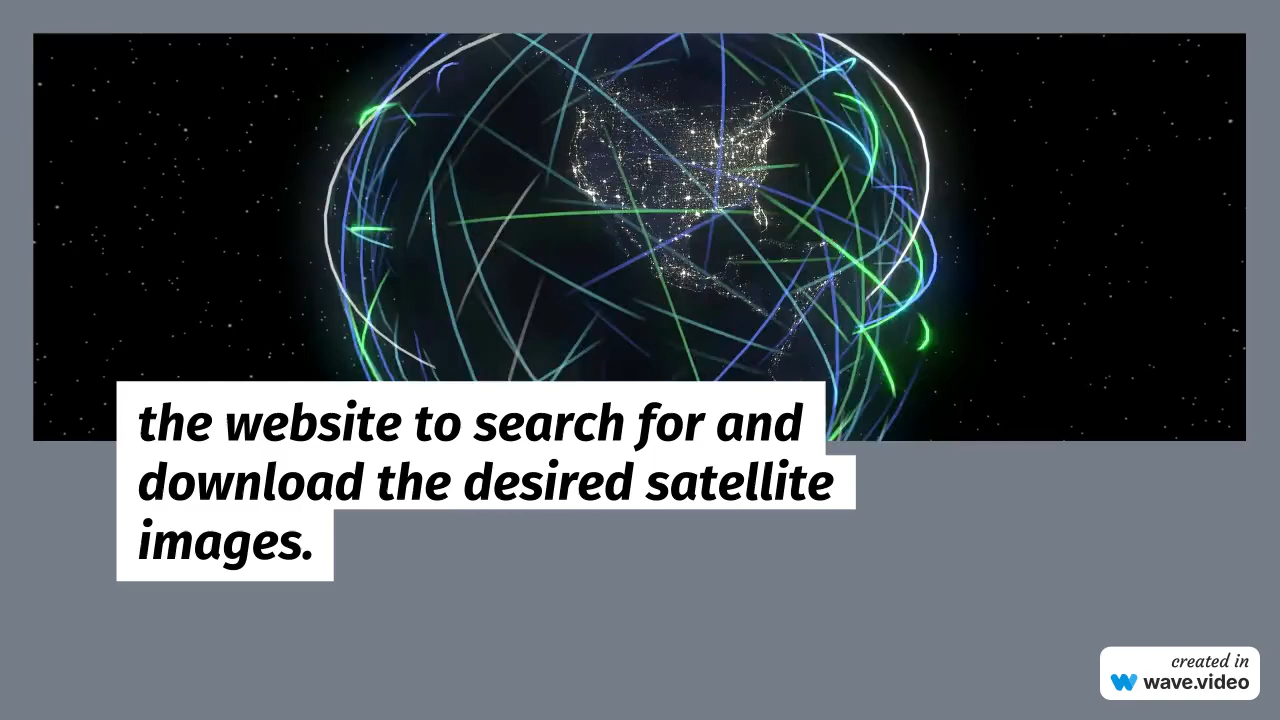 the website to search for and
download the desired satellite
images.
created in
wave.video